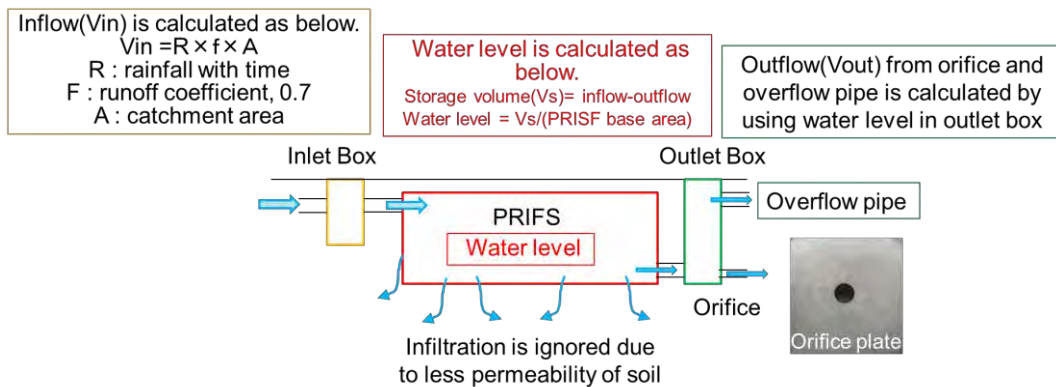 Inflow(Vin) is calculated as below.
Vin =R × f × A
R : rainfall with time
F : runoff coefficient, 0.7
A : catchment area
Water level is calculated as
below.
Storage volume(Vs)= inflow-outflow
Water level = Vs/(PRISF base area)
Outflow(Vout) from orifice and
overflow pipe is calculated by
using water level in outlet box
Inlet Box
Outlet Box
PRIFS
Water level
Overflow pipe
Orifice
Orifice plate
Infiltration is ignored due
to less permeability of soil